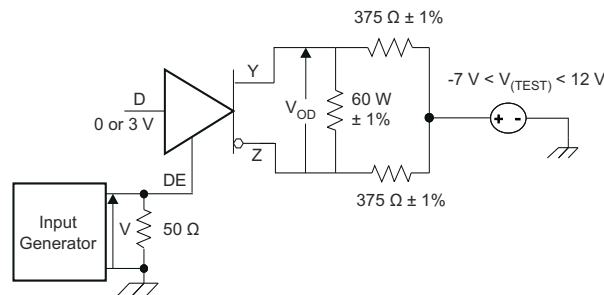 375 Ω ± 1%
Y
-7 V < V(TEST) < 12 V
D
0 or 3 V
VOD
60 W
± 1%
+ -
Z
DE
375 Ω ± 1%
Input
Generator
V
50 Ω